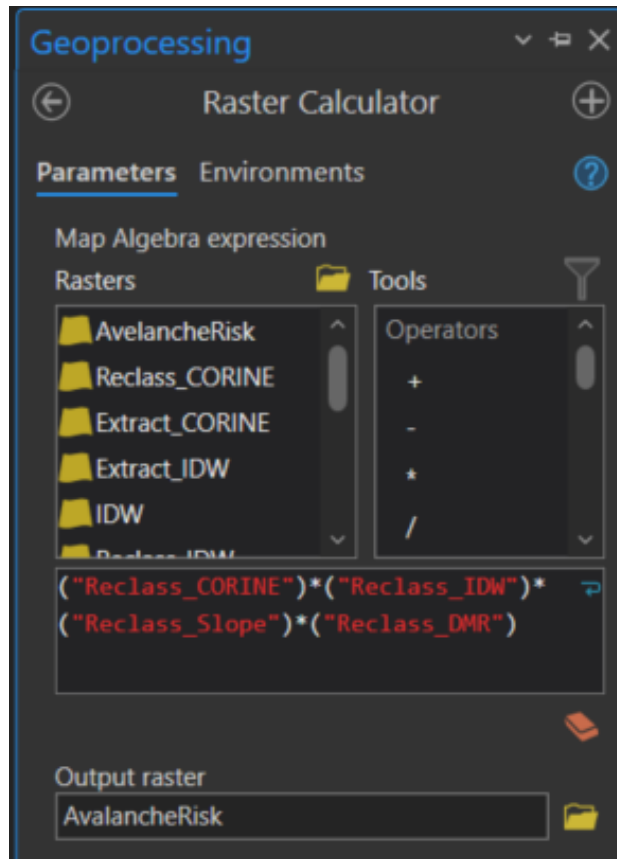 Geoprocessing
Raster Calculator
Parameters Environments
Map Algebra expression
Rasters Tools
AvelancheRisk
Reclass_CORINE
Extract_CORINE
Extract_IDW
IDW
Reclass_IDW
Operators
+
-
*
/
("Reclass_CORINE")*("Reclass_IDW")*
("Reclass_Slope")*("Reclass_DMR")
Output raster
AvalancheRisk